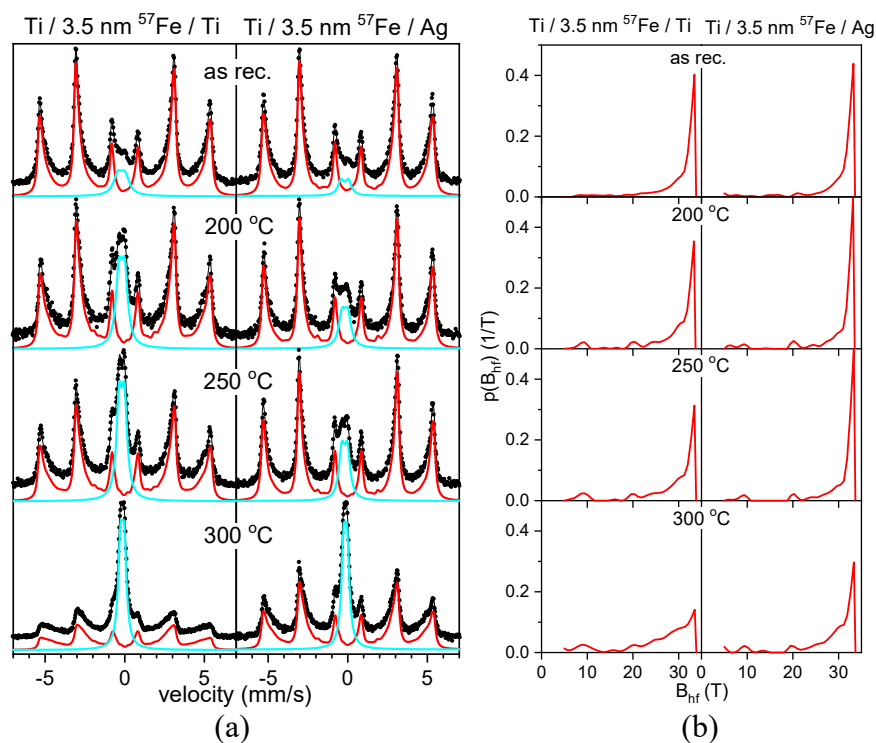 Ti / 3.5 nm ⁵⁷Fe / Ti Ti / 3.5 nm ⁵⁷Fe / Ag
as rec.
200 °C
250 °C
300 °C
-5 0 5 -5 0 5
velocity (mm/s)
(a)
Ti / 3.5 nm ⁵⁷Fe / Ti Ti / 3.5 nm ⁵⁷Fe / Ag
as rec.
0.4
0.2
0.0
200 °C
0.4
0.2
0.0
250 °C
0.4
0.2
0.0
300 °C
0.4
0.2
0.0
p(B_hf) (1/T)
0 10 20 30 0 10 20 30
B_hf (T)
(b)